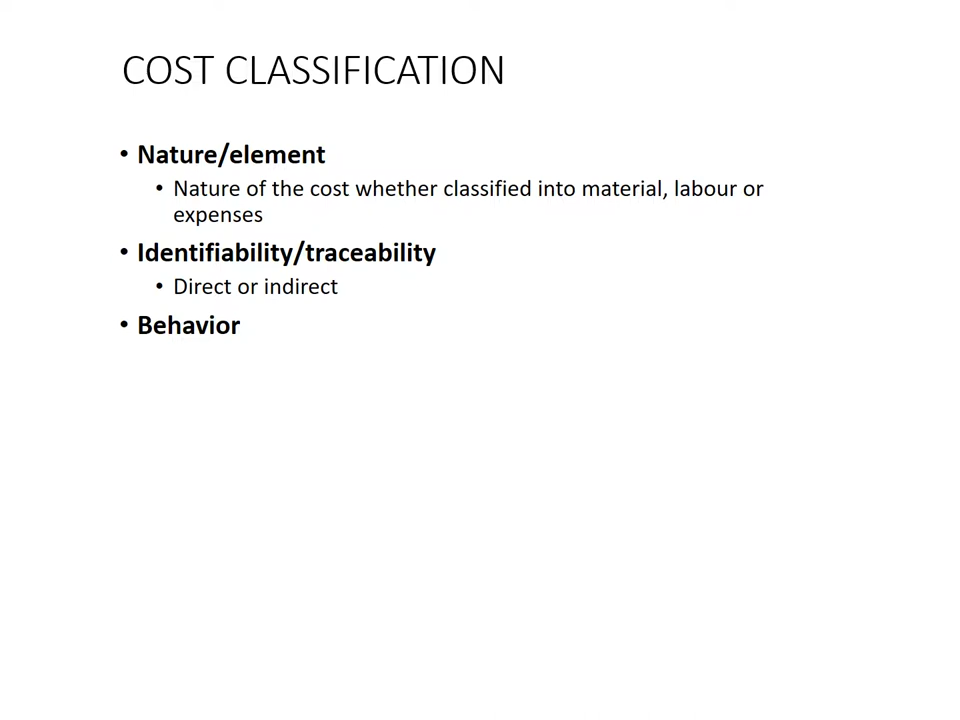 COST CLASSIFICATION
• Nature/element
• Nature of the cost whether classified into material, labour or
expenses
• Identifiability/traceability
• Direct or indirect
• Behavior